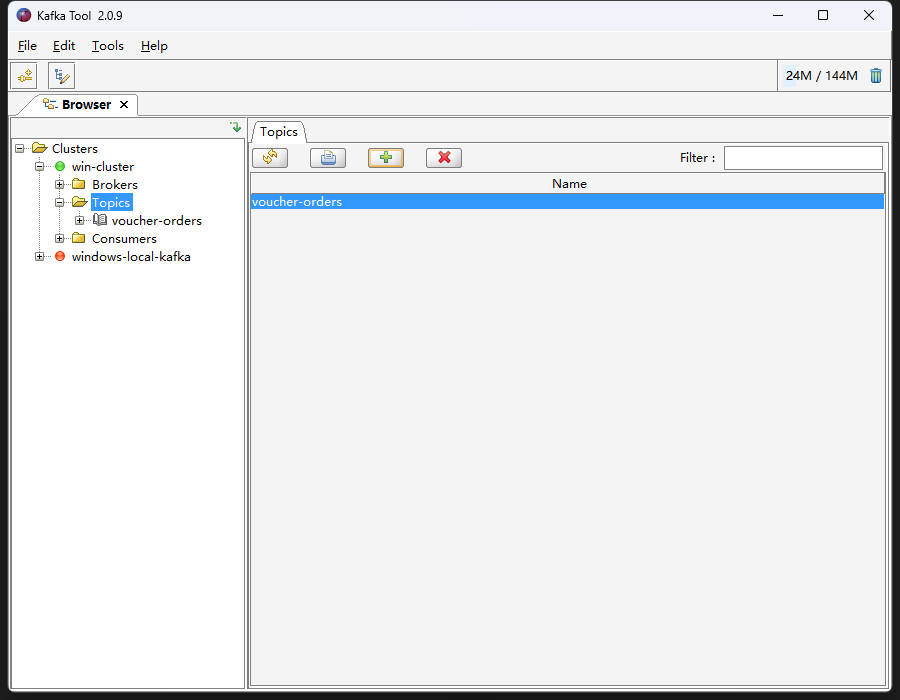 Kafka Tool 2.0.9
File Edit Tools Help
24M / 144M
Browser
Topics
Filter :
Clusters
win-cluster
Brokers
Topics
voucher-orders
Consumers
windows-local-kafka
Name
voucher-orders